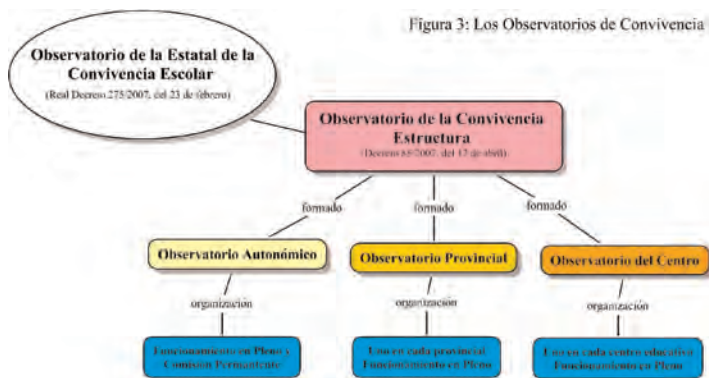 Figura 3: Los Observatorios de Convivencia
Observatorio de la Estatal de la
Convivencia Escolar
(Real Decreto 275/2007, del 23 de febrero)
Observatorio de la Convivencia
Estructura
(Decreto 65/2007, del 17 de abril)
formado
formado
formado
Observatorio Autonómico
Observatorio Provincial
Observatorio del Centro
organización
organización
organización
Funcionamiento en Pleno y
Comisión Permanente
Uno en cada provincial
Funcionamiento en Pleno
Uno en cada centro educativo
Funcionamiento en Pleno